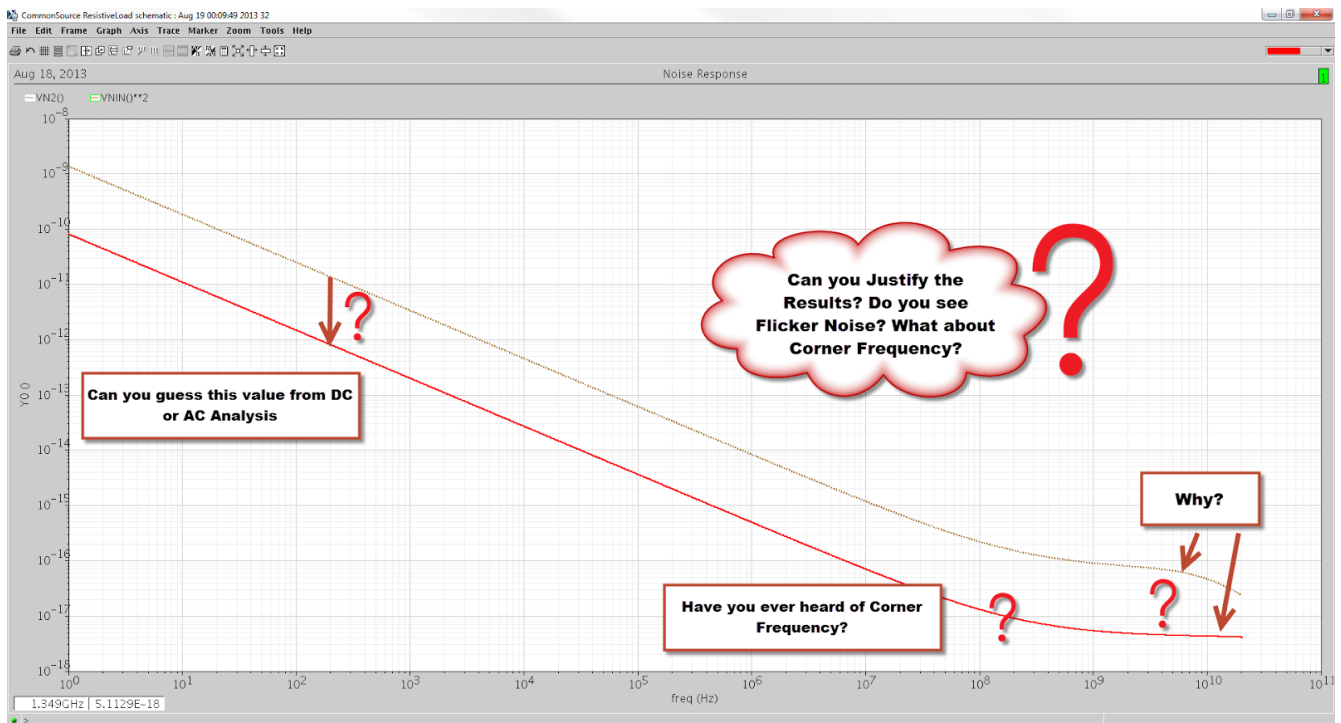 CommonSource ResistiveLoad schematic : Aug 19 00:09:49 2013 32
File Edit Frame Graph Axis Trace Marker Zoom Tools Help
Aug 18, 2013
Noise Response
1
VN2() VNIN()**2
10^-8
10^-9
10^-10
10^-11
10^-12
10^-13
10^-14
10^-15
10^-16
10^-17
10^-18
Y0 ()
?
Can you guess this value from DC
or AC Analysis
Can you Justify the
Results? Do you see
Flicker Noise? What about
Corner Frequency?
?
Why?
Have you ever heard of Corner
Frequency?
?
?
10^0 10^1 10^2 10^3 10^4 10^5 10^6 10^7 10^8 10^9 10^10 10^11
freq (Hz)
1.349GHz 5.1129E-18
>